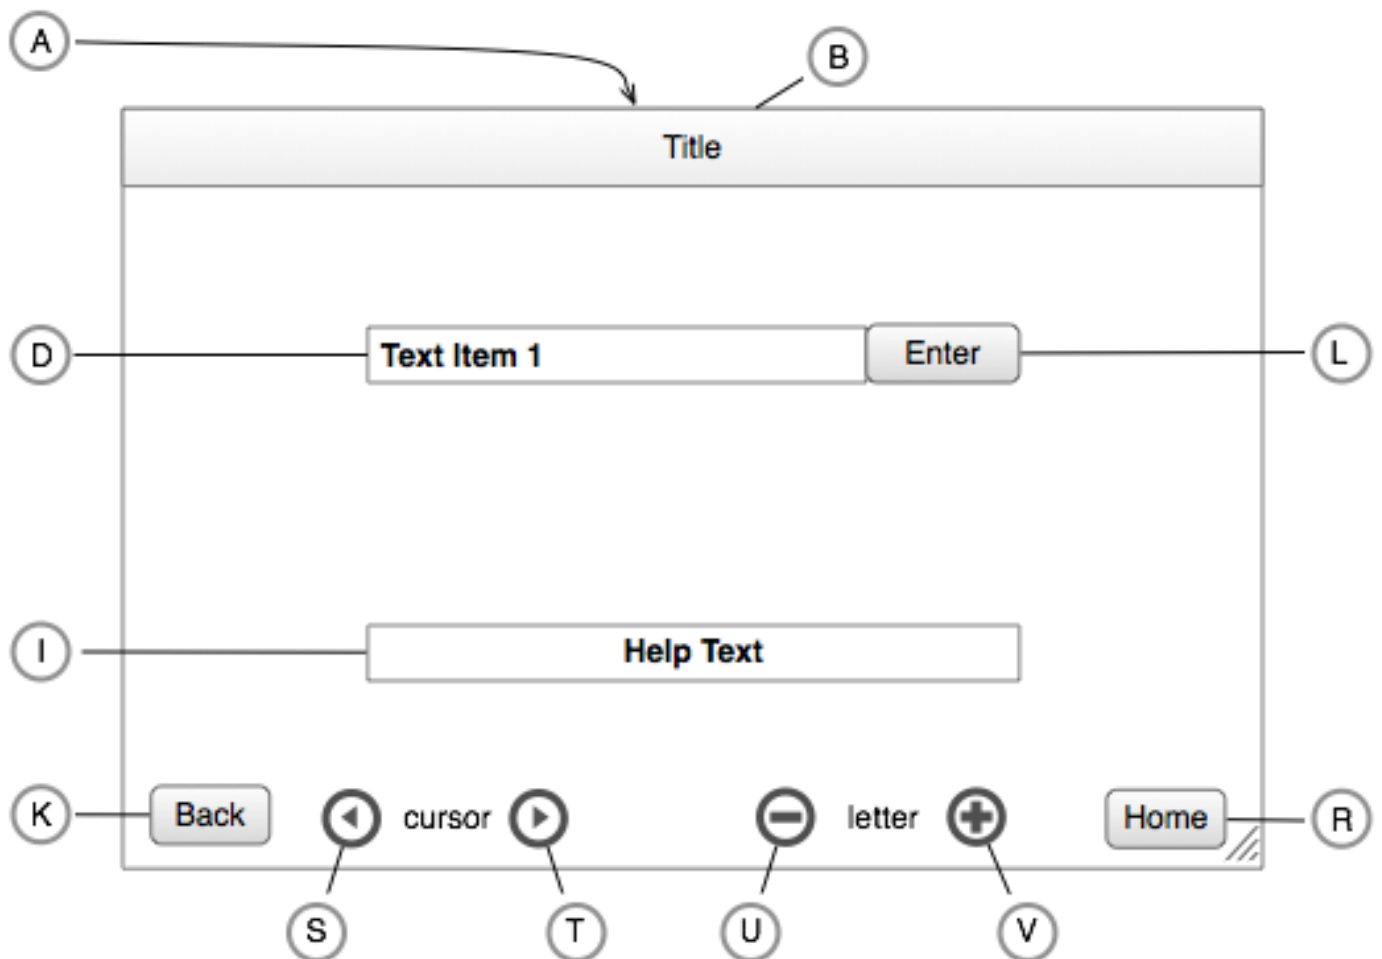 A
B
Title
D
Text Item 1
Enter
L
I
Help Text
K
Back
cursor
letter
Home
R
S
T
U
V